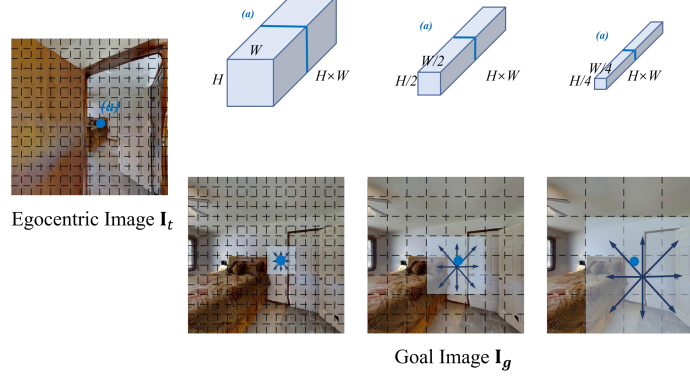 (a)
W
H
H×W
(a)
W/2
H/2
H×W
(a)
W/4
H/4
H×W
(a)
Egocentric Image I_t
Goal Image I_g